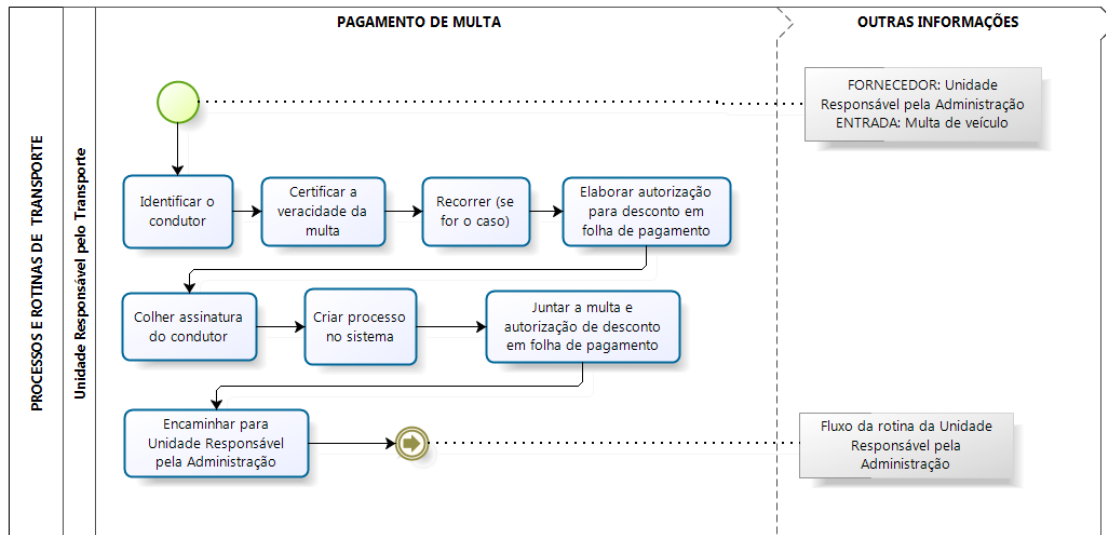 PAGAMENTO DE MULTA
OUTRAS INFORMAÇÕES
PROCESSOS E ROTINAS DE TRANSPORTE
Unidade Responsável pelo Transporte
FORNECEDOR: Unidade
Responsável pela Administração
ENTRADA: Multa de veículo
Identificar o
condutor
Certificar a
veracidade da
multa
Recorrer (se
for o caso)
Elaborar autorização
para desconto em
folha de pagamento
Colher assinatura
do condutor
Criar processo
no sistema
Juntar a multa e
autorização de desconto
em folha de pagamento
Encaminhar para
Unidade Responsável
pela Administração
Fluxo da rotina da Unidade
Responsável pela
Administração